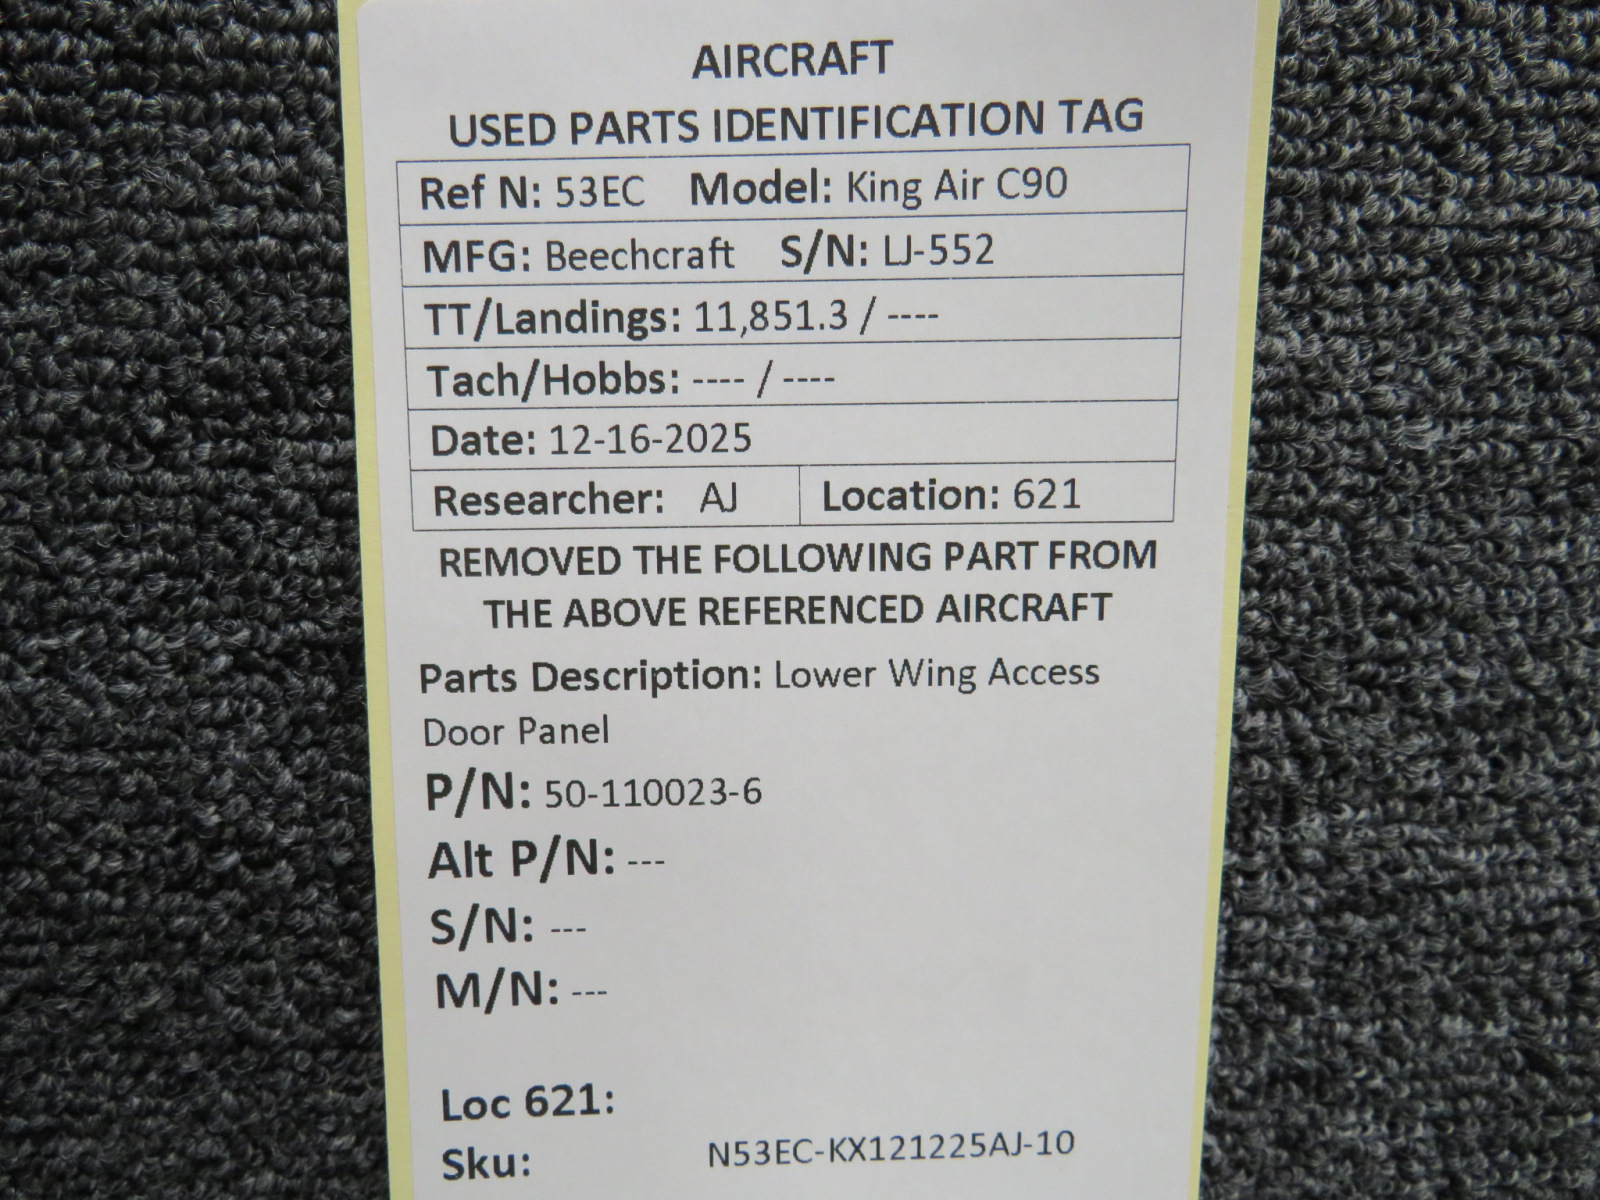 AIRCRAFT
USED PARTS IDENTIFICATION TAG
Ref N: 53EC Model: King Air C90
MFG: Beechcraft S/N: LJ-552
TT/Landings: 11,851.3 / ----
Tach/Hobbs: ---- / ----
Date: 12-16-2025
Researcher: AJ Location: 621
REMOVED THE FOLLOWING PART FROM
THE ABOVE REFERENCED AIRCRAFT
Parts Description: Lower Wing Access
Door Panel
P/N: 50-110023-6
Alt P/N: ---
S/N: ---
M/N: ---
Loc 621:
Sku: N53EC-KX121225AJ-10